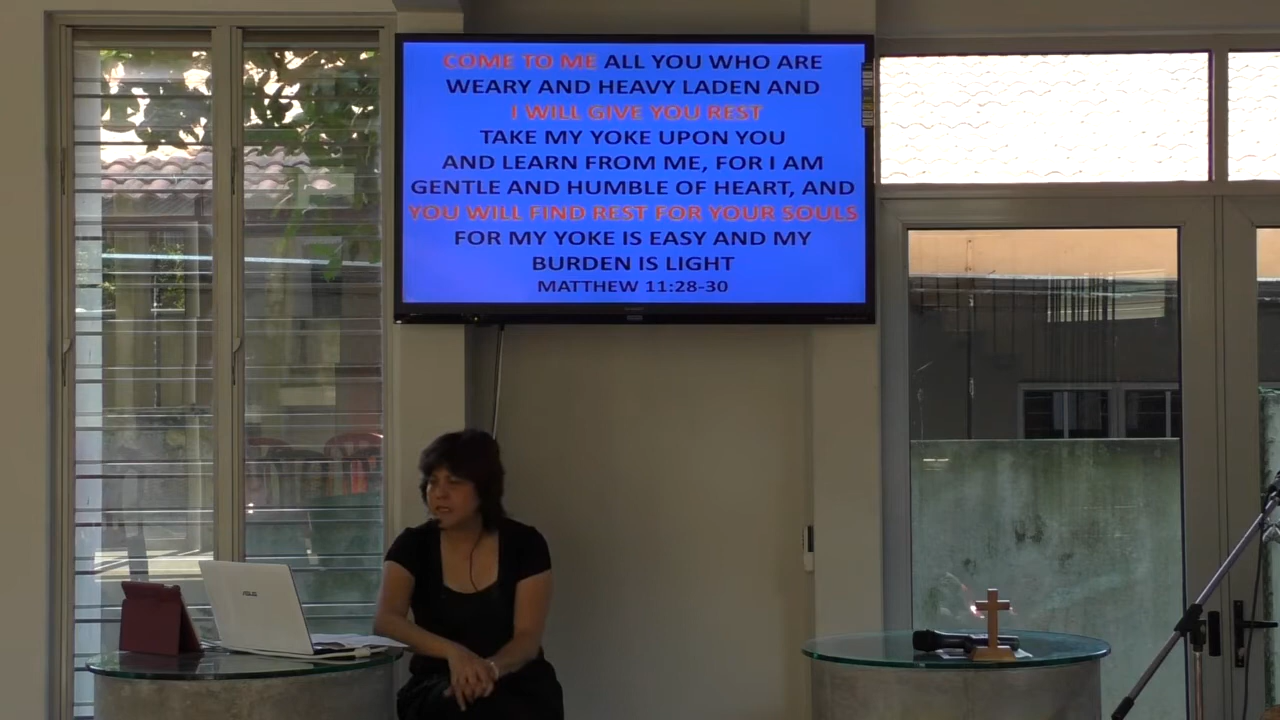 COME TO ME ALL YOU WHO ARE
WEARY AND HEAVY LADEN AND
I WILL GIVE YOU REST
TAKE MY YOKE UPON YOU
AND LEARN FROM ME, FOR I AM
GENTLE AND HUMBLE OF HEART, AND
YOU WILL FIND REST FOR YOUR SOULS
FOR MY YOKE IS EASY AND MY
BURDEN IS LIGHT
MATTHEW 11:28-30
ASUS